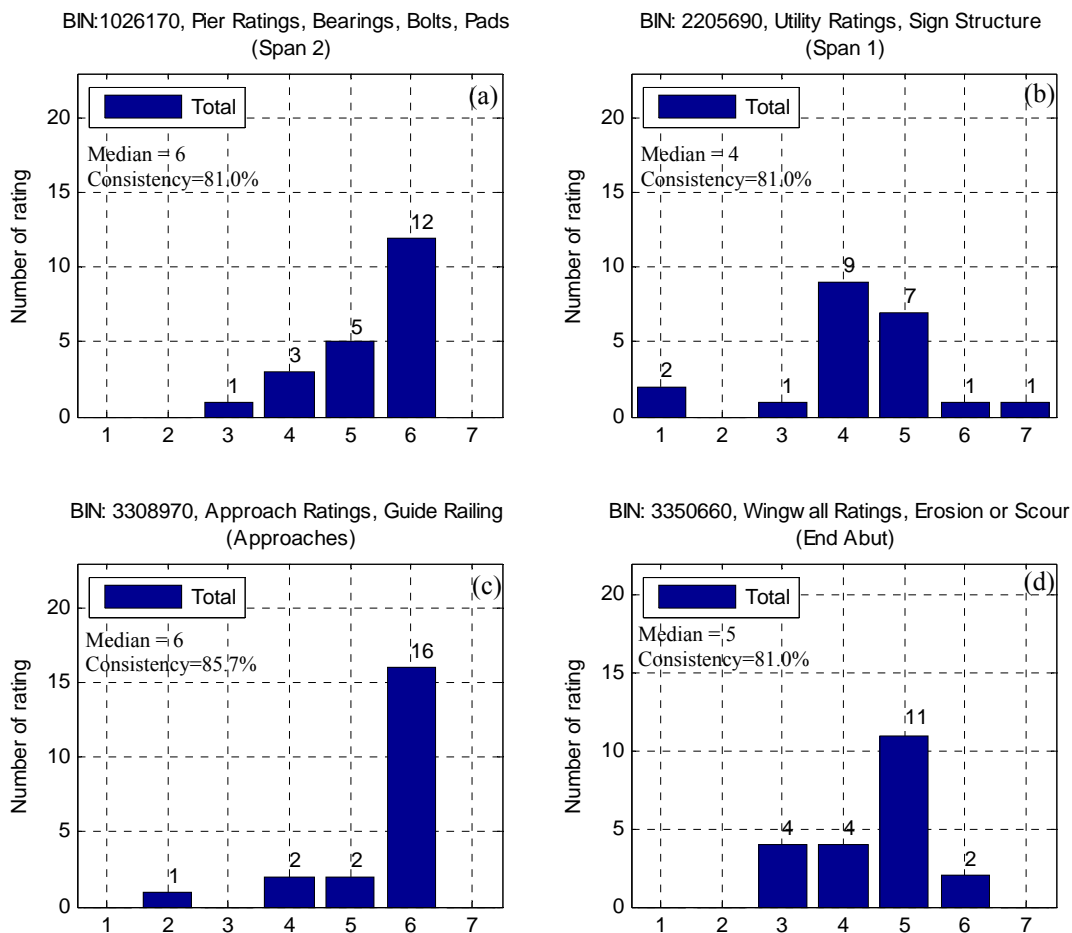 BIN:1026170, Pier Ratings, Bearings, Bolts, Pads
(Span 2)
(a)
Total
Median = 6
Consistency=81.0%
Number of rating
20
15
10
5
0
1
3
5
12
1 2 3 4 5 6 7
BIN: 2205690, Utility Ratings, Sign Structure
(Span 1)
(b)
Total
Median = 4
Consistency=81.0%
Number of rating
20
15
10
5
0
2
1
9
7
1
1
1 2 3 4 5 6 7
BIN: 3308970, Approach Ratings, Guide Railing
(Approaches)
(c)
Total
Median = 6
Consistency=85.7%
Number of rating
20
15
10
5
0
1
2
2
16
1 2 3 4 5 6 7
BIN: 3350660, Wingwall Ratings, Erosion or Scour
(End Abut)
(d)
Total
Median = 5
Consistency=81.0%
Number of rating
20
15
10
5
0
4
4
11
2
1 2 3 4 5 6 7